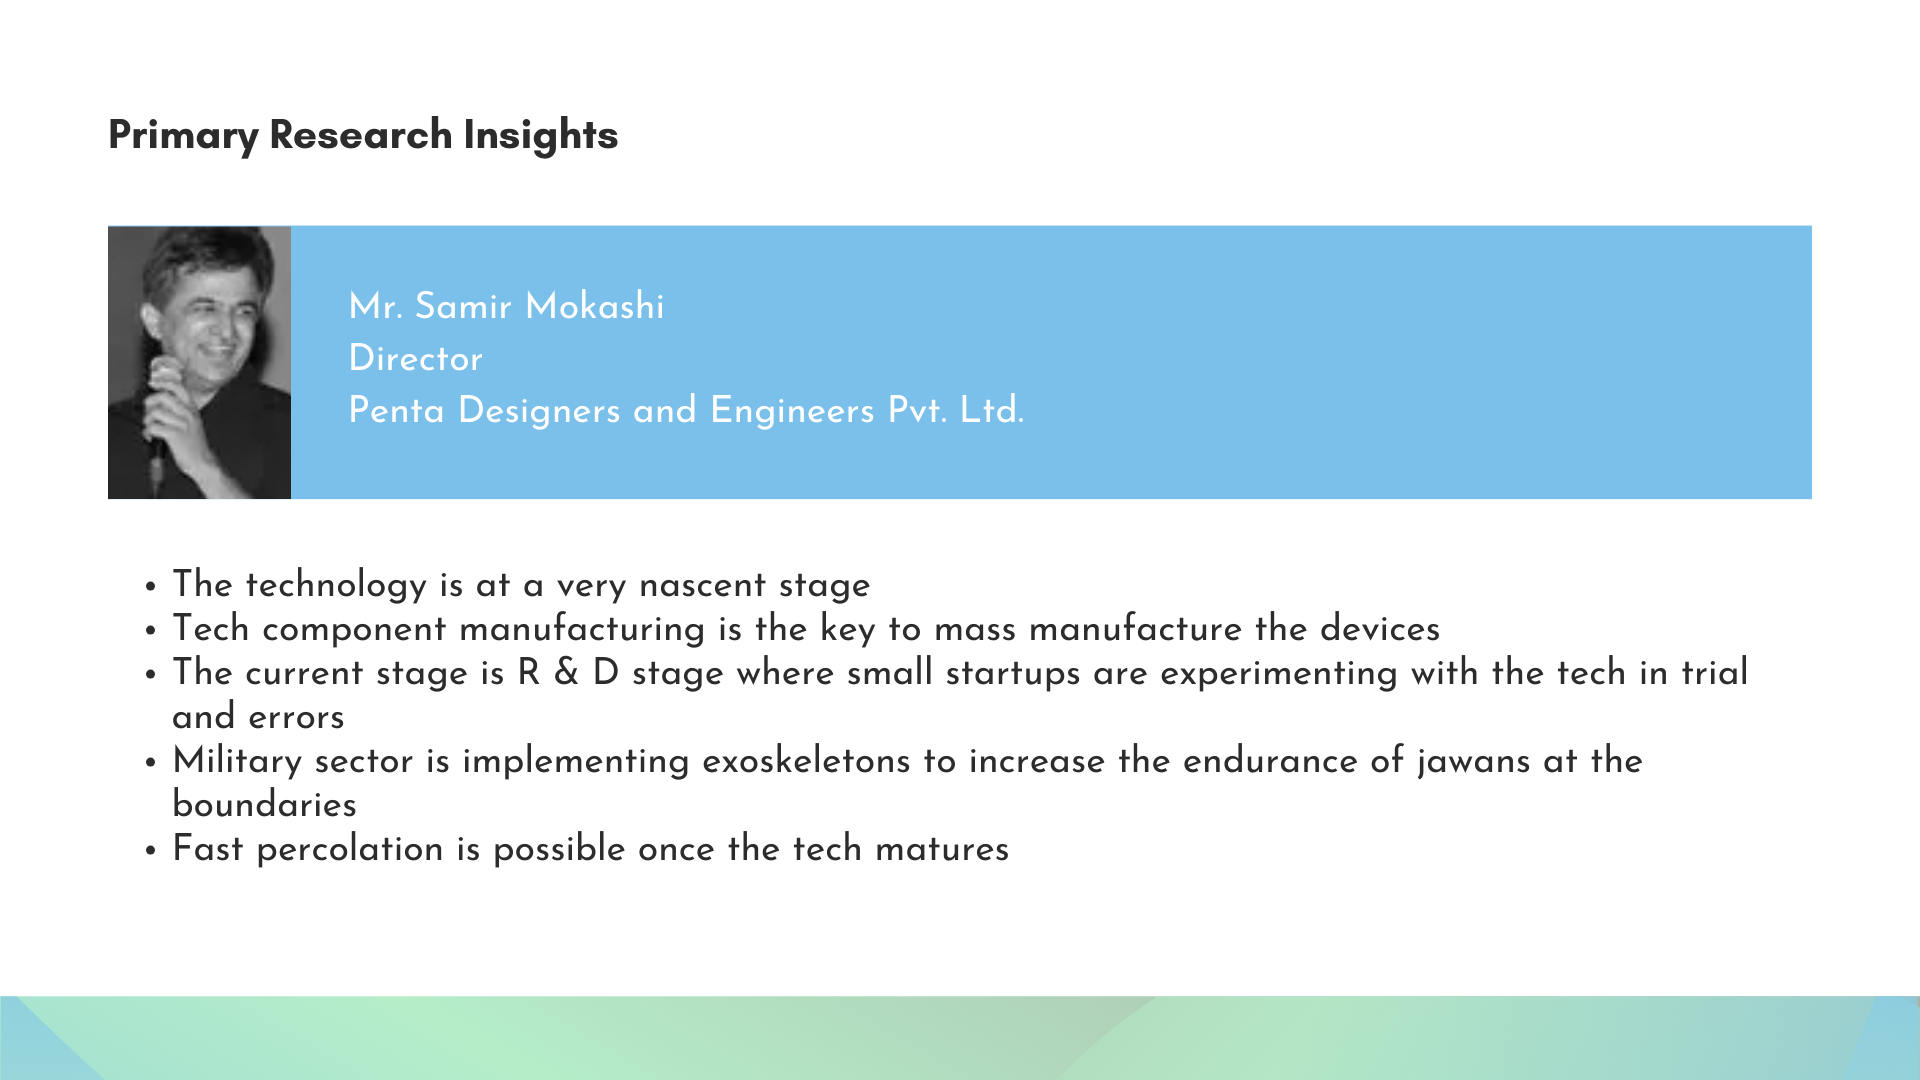 Primary Research Insights
Mr. Samir Mokashi
Director
Penta Designers and Engineers Pvt. Ltd.
• The technology is at a very nascent stage
• Tech component manufacturing is the key to mass manufacture the devices
• The current stage is R & D stage where small startups are experimenting with the tech in trial
and errors
• Military sector is implementing exoskeletons to increase the endurance of jawans at the
boundaries
• Fast percolation is possible once the tech matures